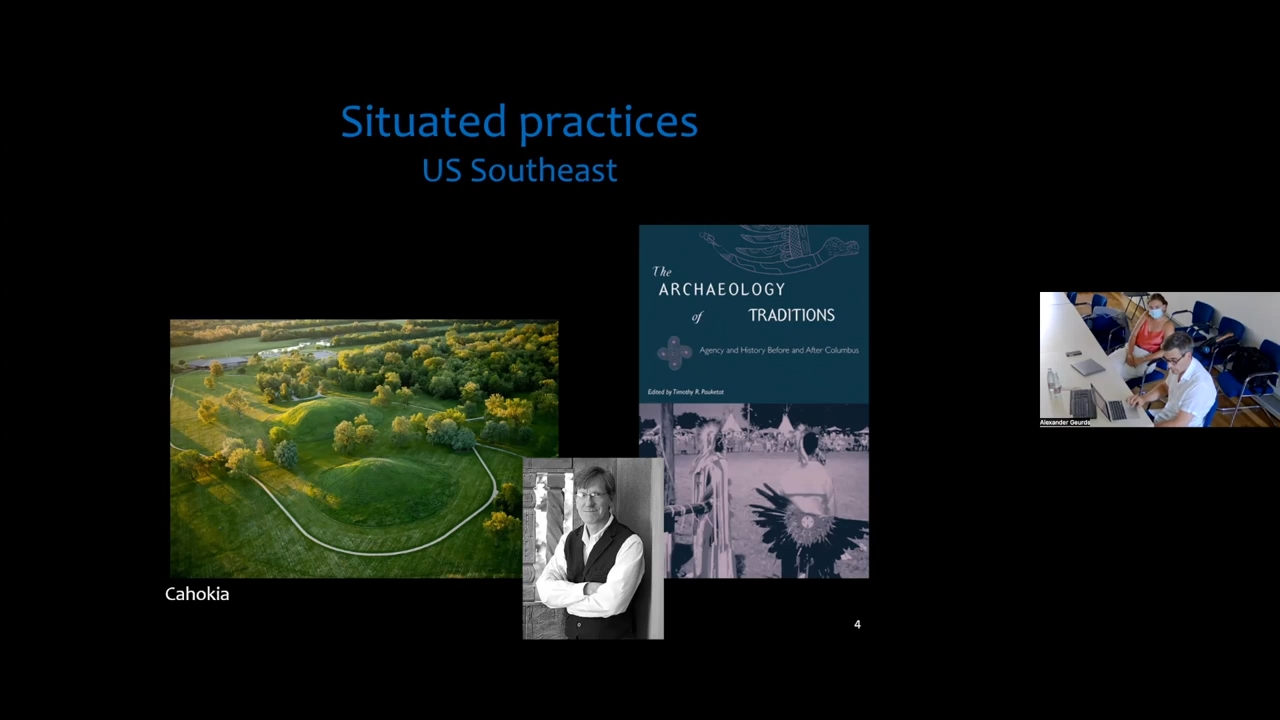 Situated practices
US Southeast
The
ARCHAEOLOGY
of TRADITIONS
Agency and History Before and After Columbus
Edited by Timothy R. Pauketat
Alexander Geurds
Cahokia
4